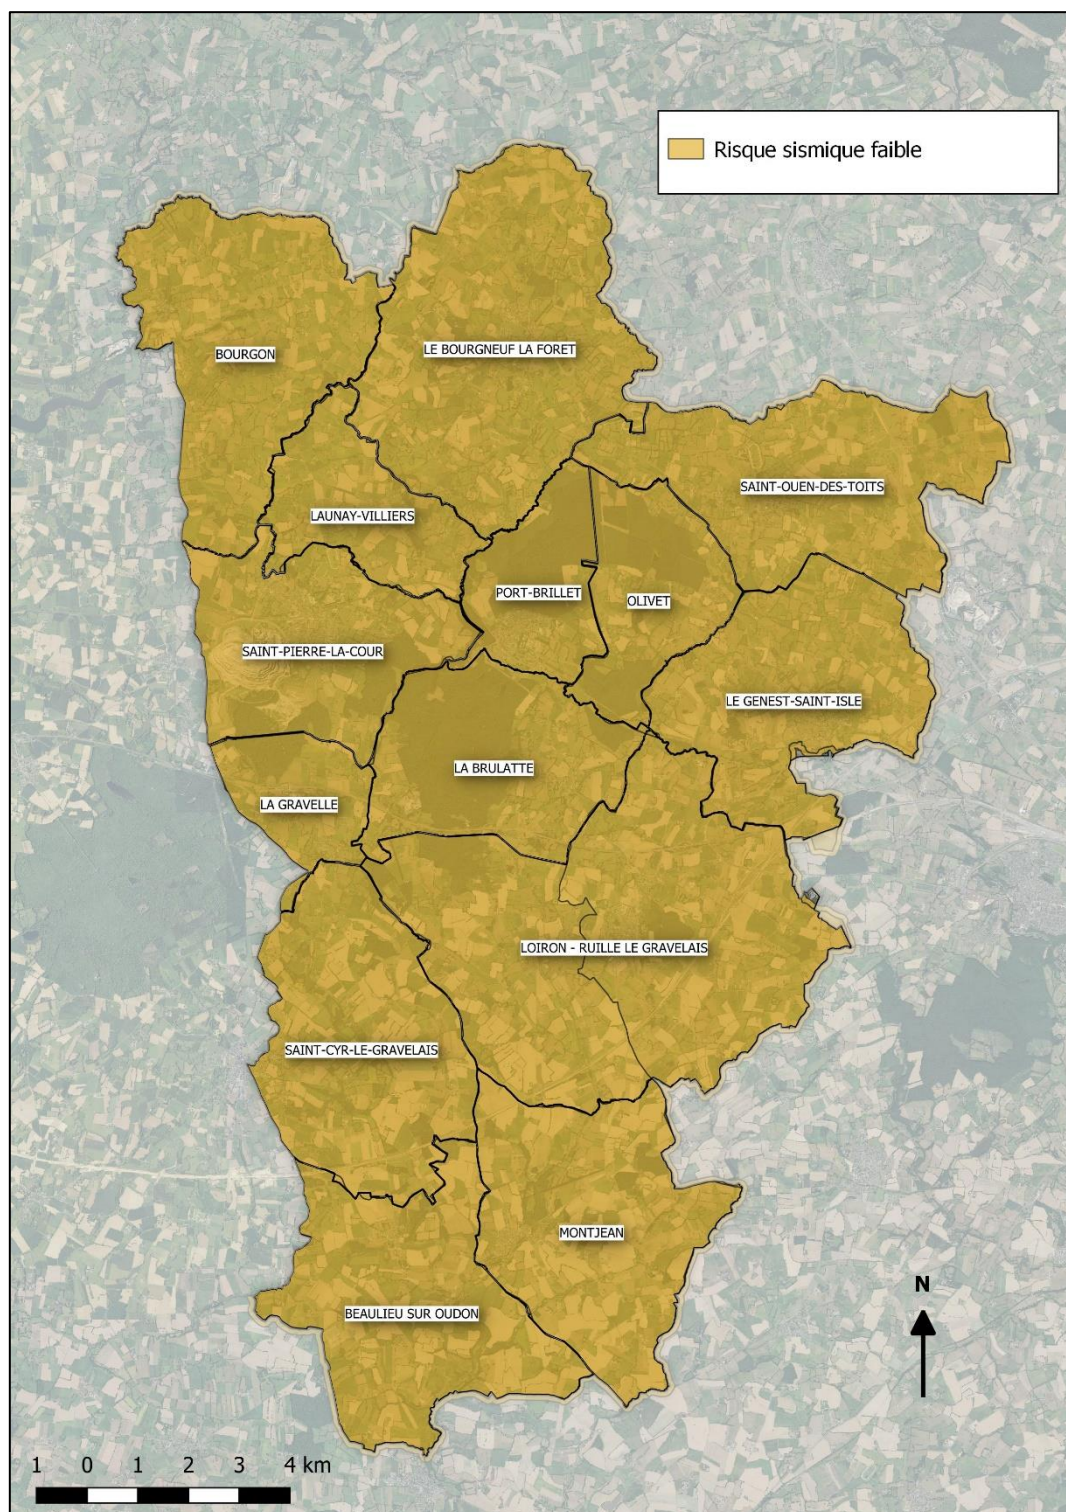 Risque sismique faible
BOURGON
LE BOURGNEUF LA FORET
SAINT-OUEN-DES-TOITS
LAUNAY-VILLIERS
PORT-BRILLET
OLIVET
SAINT-PIERRE-LA-COUR
LE GENEST-SAINT-ISLE
LA BRULATTE
LA GRAVELLE
LOIRON - RUILLE LE GRAVELAIS
SAINT-CYR-LE-GRAVELAIS
MONTJEAN
N
BEAULIEU SUR OUDON
1 0 1 2 3 4 km